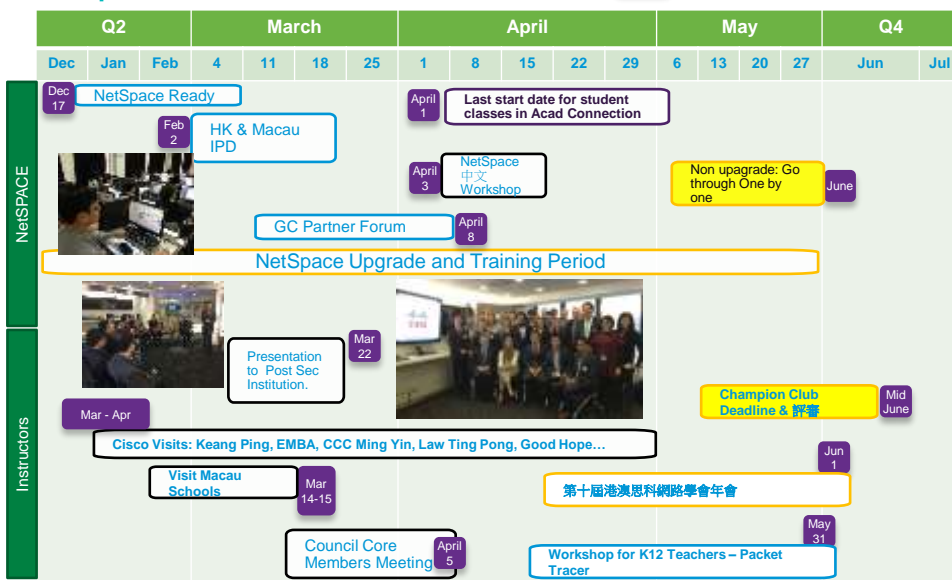 Q2 March April May Q4
Dec Jan Feb 4 11 18 25 1 8 15 22 29 6 13 20 27 Jun Jul
NetSPACE
Dec
17
NetSpace Ready
Feb
2
HK & Macau
IPD
April
1
Last start date for student
classes in Acad Connection
April
3
NetSpace
中文
Workshop
Non upagrade: Go
through One by
one
June
GC Partner Forum
April
8
NetSpace Upgrade and Training Period
Instructors
Presentation
to Post Sec
Institution.
Mar
22
Champion Club
Deadline & 評審
Mid
June
Mar - Apr
Cisco Visits: Keang Ping, EMBA, CCC Ming Yin, Law Ting Pong, Good Hope…
Visit Macau
Schools
Mar
14-15
Jun
1
第十屆港澳思科網路學會年會
Council Core
Members Meeting
April
5
May
31
Workshop for K12 Teachers – Packet
Tracer